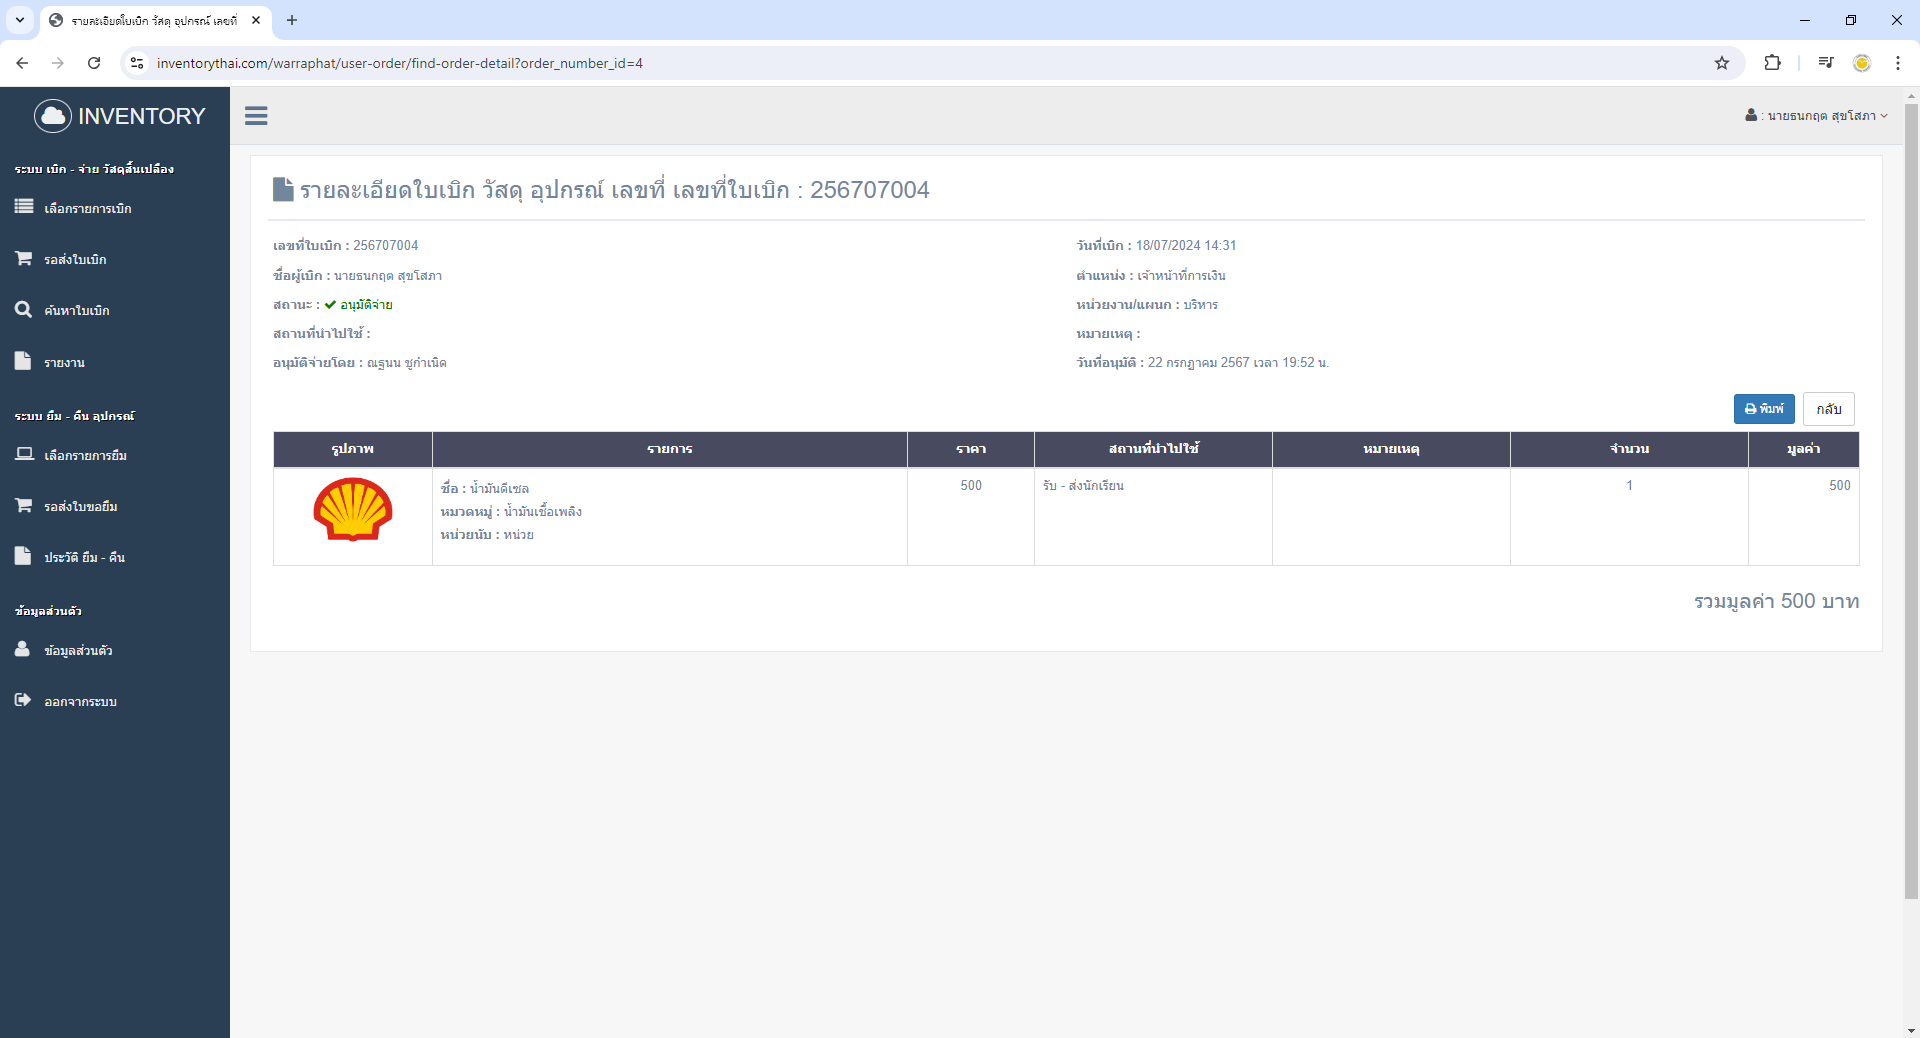 รายละเอียดใบเบิก วัสดุ อุปกรณ์ เลขที่
inventorythai.com/warraphat/user-order/find-order-detail?order_number_id=4
INVENTORY
: นายธนกฤต สุขโสภา
ระบบ เบิก - จ่าย วัสดุสิ้นเปลือง
เลือกรายการเบิก
รอส่งใบเบิก
ค้นหาใบเบิก
รายงาน
ระบบ ยืม - คืน อุปกรณ์
เลือกรายการยืม
รอส่งใบขอยืม
ประวัติ ยืม - คืน
ข้อมูลส่วนตัว
ข้อมูลส่วนตัว
ออกจากระบบ
รายละเอียดใบเบิก วัสดุ อุปกรณ์ เลขที่ เลขที่ใบเบิก : 256707004
เลขที่ใบเบิก : 256707004
วันที่เบิก : 18/07/2024 14:31
ชื่อผู้เบิก : นายธนกฤต สุขโสภา
ตำแหน่ง : เจ้าหน้าที่การเงิน
สถานะ : อนุมัติจ่าย
หน่วยงาน/แผนก : บริหาร
สถานที่นำไปใช้ :
หมายเหตุ :
อนุมัติจ่ายโดย : ณฐนน ชูกำเนิด
วันที่อนุมัติ : 22 กรกฎาคม 2567 เวลา 19:52 น.
พิมพ์ กลับ
รูปภาพ รายการ ราคา สถานที่นำไปใช้ หมายเหตุ จำนวน มูลค่า
ชื่อ : น้ำมันดีเซล 500 รับ - ส่งนักเรียน 1 500
หมวดหมู่ : น้ำมันเชื้อเพลิง
หน่วยนับ : หน่วย
รวมมูลค่า 500 บาท